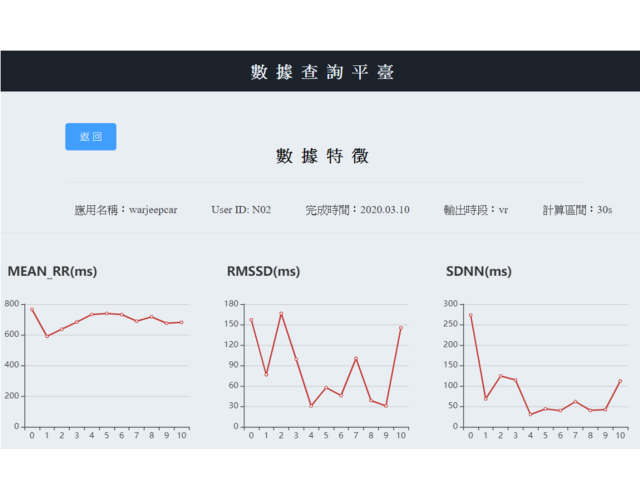 數據查詢平臺
返回
數據特徵
應用名稱：warjeepcar User ID: N02 完成時間：2020.03.10 輸出時段：vr 計算區間：30s
MEAN_RR(ms) RMSSD(ms) SDNN(ms)
800 180 300
150 250
600
120 200
400 90 150
60 100
200
30 50
0 0 0
0 1 2 3 4 5 6 7 8 9 10 0 1 2 3 4 5 6 7 8 9 10 0 1 2 3 4 5 6 7 8 9 10